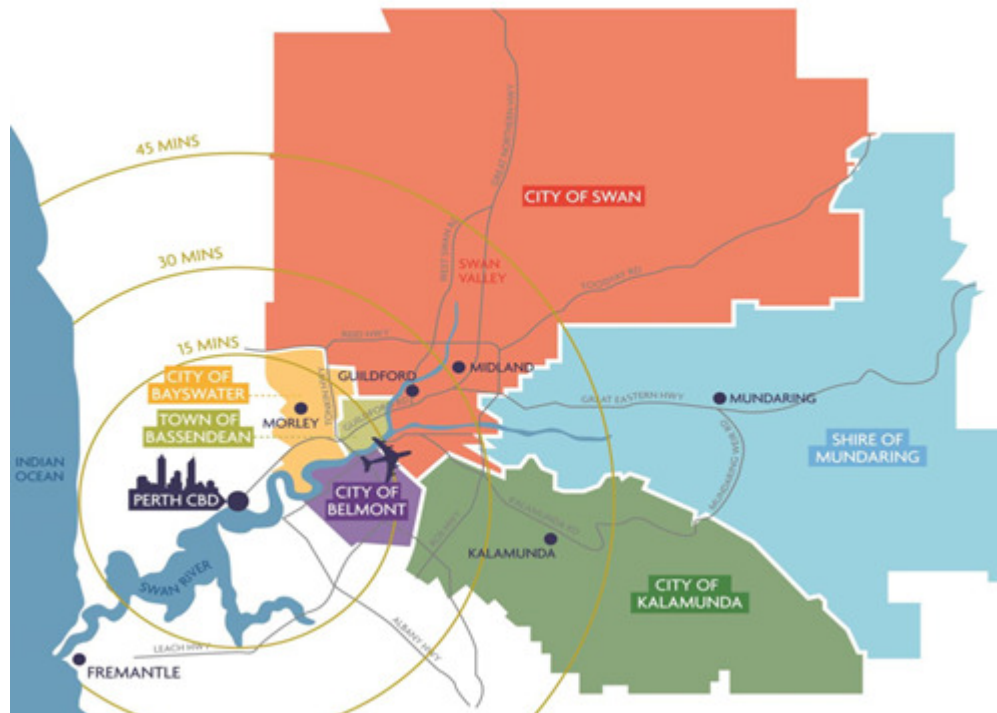 45 MINS
30 MINS
15 MINS
GREAT NORTHERN HWY
CITY OF SWAN
WEST SWAN RD
SWAN
VALLEY
TOODYAY RD
REID HWY
CITY OF
BAYSWATER
TONKIN HWY
GUILDFORD
MIDLAND
MORLEY
TOWN OF
BASSENDEAN
GUILDFORD RD
GREAT EASTERN HWY
MUNDARING
SHIRE OF
MUNDARING
MUNDARING WEIR RD
INDIAN
OCEAN
PERTH CBD
CITY OF
BELMONT
KALAMUNDA RD
ROE HWY
KALAMUNDA
CITY OF
KALAMUNDA
SWAN RIVER
LEACH HWY
ALBANY HWY
FREMANTLE